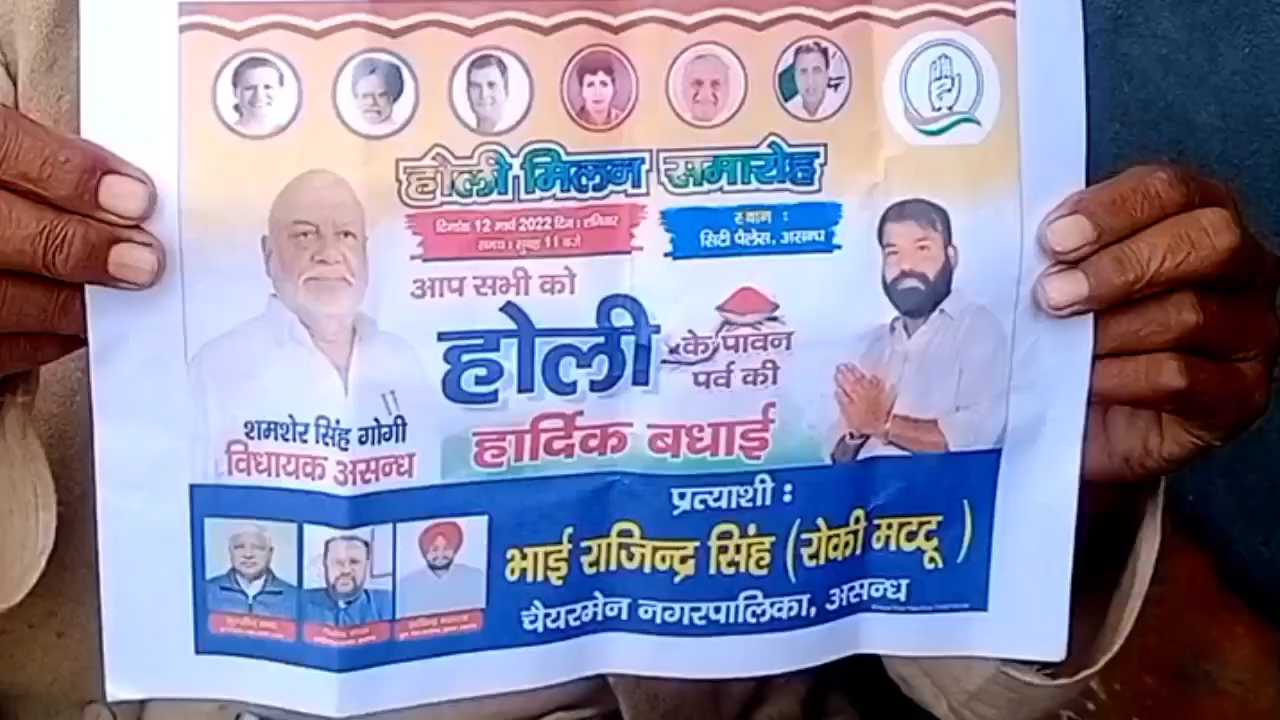 होली मिलन समारोह
दिनांक 12 मार्च 2022 दिन : शनिवार
समय : सुबह 11 बजे
स्थान :
सिटी पैलेस, असन्ध
आप सभी को
होली
के पावन
पर्व की
हार्दिक बधाई
शमशेर सिंह गोगी
विधायक असन्ध
प्रत्याशी :
भाई राजिन्द्र सिंह (रोकी मटटू )
चैयरमेन नगरपालिका, असन्ध